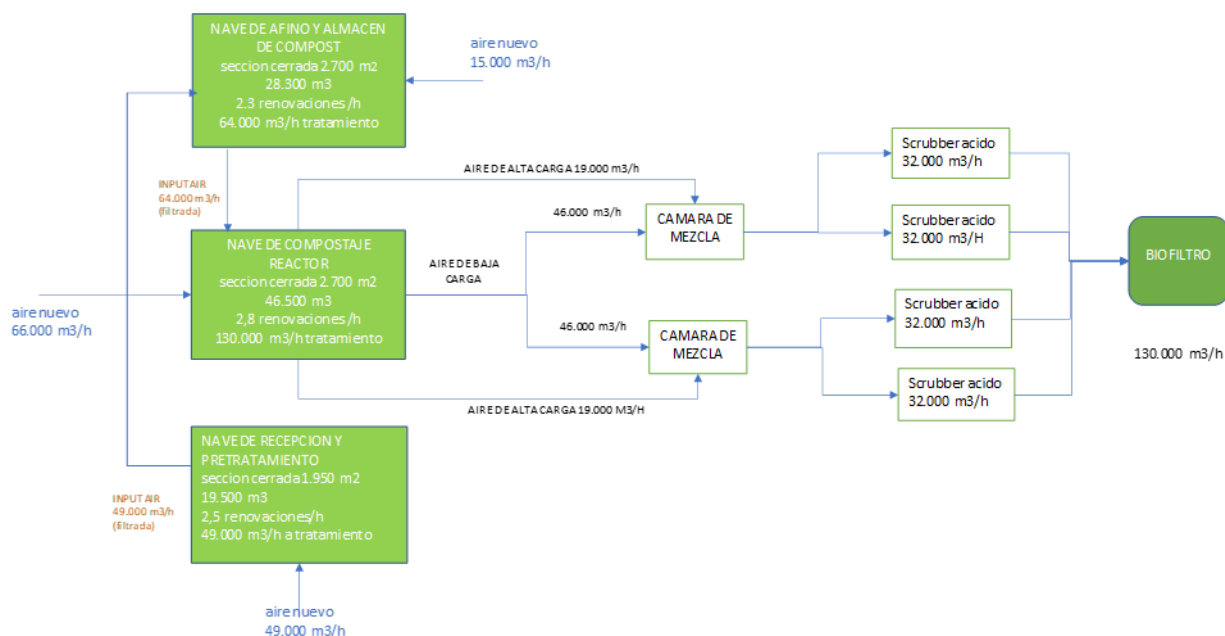 NAVE DE AFINO Y ALMACEN
DE COMPOST
seccion cerrada 2.700 m2
28.300 m3
2.3 renovaciones/h
64.000 m3/h tratamiento
aire nuevo
15.000 m3/h
INPUT AIR
64.000 m3/h
(filtrada)
AIRE DE ALTA CARGA 19.000 m3/h
Scrubber acido
32.000 m3/h
NAVE DE COMPOSTAJE
REACTOR
seccion cerrada 2.700 m2
46.500 m3
2,8 renovaciones/h
130.000 m3/h tratamiento
aire nuevo
66.000 m3/h
AIRE DE BAJA
CARGA
46.000 m3/h
CAMARA DE
MEZCLA
Scrubber acido
32.000 m3/H
BIOFILTRO
130.000 m3/h
46.000 m3/h
CAMARA DE
MEZCLA
Scrubber acido
32.000 m3/h
Scrubber acido
32.000 m3/h
AIRE DE ALTA CARGA 19.000 M3/H
NAVE DE RECEPCION Y
PRETRATAMIENTO
seccion cerrada 1.950 m2
19.500 m3
2,5 renovaciones/h
49.000 m3/h a tratamiento
INPUT AIR
49.000 m3/h
(filtrada)
aire nuevo
49.000 m3/h